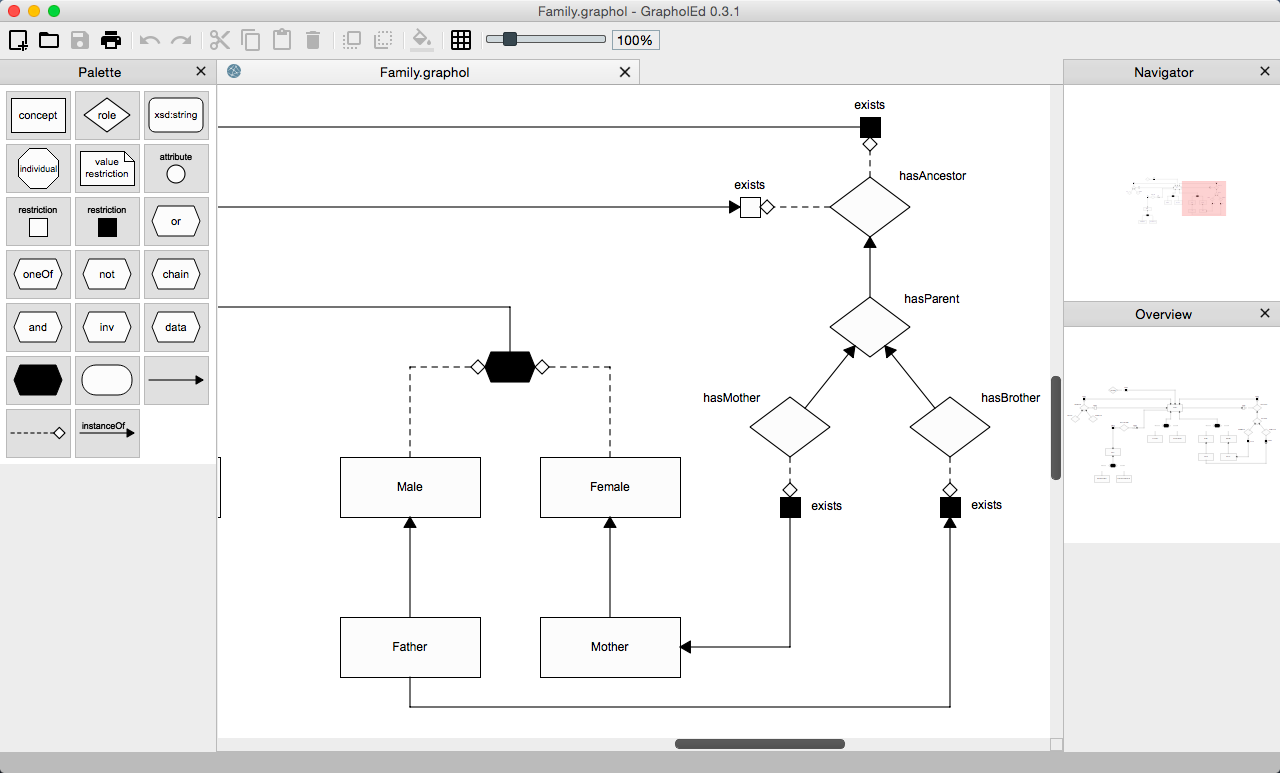 Family.graphol - GrapholEd 0.3.1
100%
Palette
Family.graphol
Navigator
concept
role
xsd:string
individual
value
restriction
attribute
restriction
restriction
or
oneOf
not
chain
and
inv
data
instanceOf
exists
hasAncestor
exists
hasParent
hasMother
hasBrother
Male
Female
exists
exists
Father
Mother
Overview